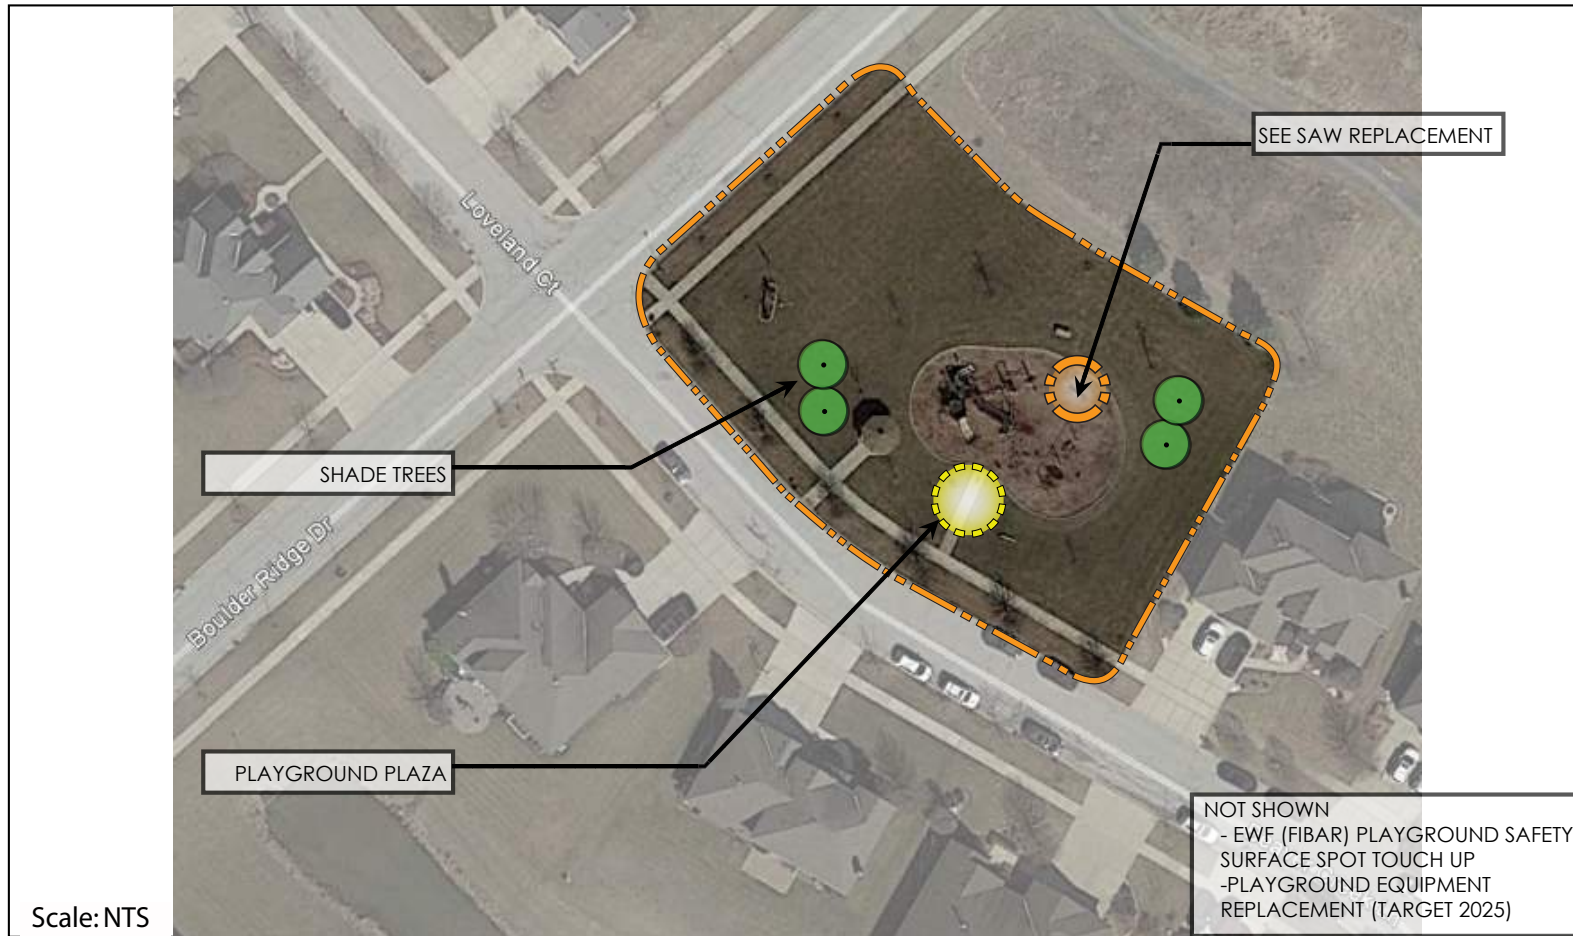 SEE SAW REPLACEMENT
Loveland Ct
SHADE TREES
Boulder Ridge Dr
PLAYGROUND PLAZA
NOT SHOWN
- EWF (FIBAR) PLAYGROUND SAFETY
SURFACE SPOT TOUCH UP
-PLAYGROUND EQUIPMENT
REPLACEMENT (TARGET 2025)
Scale: NTS